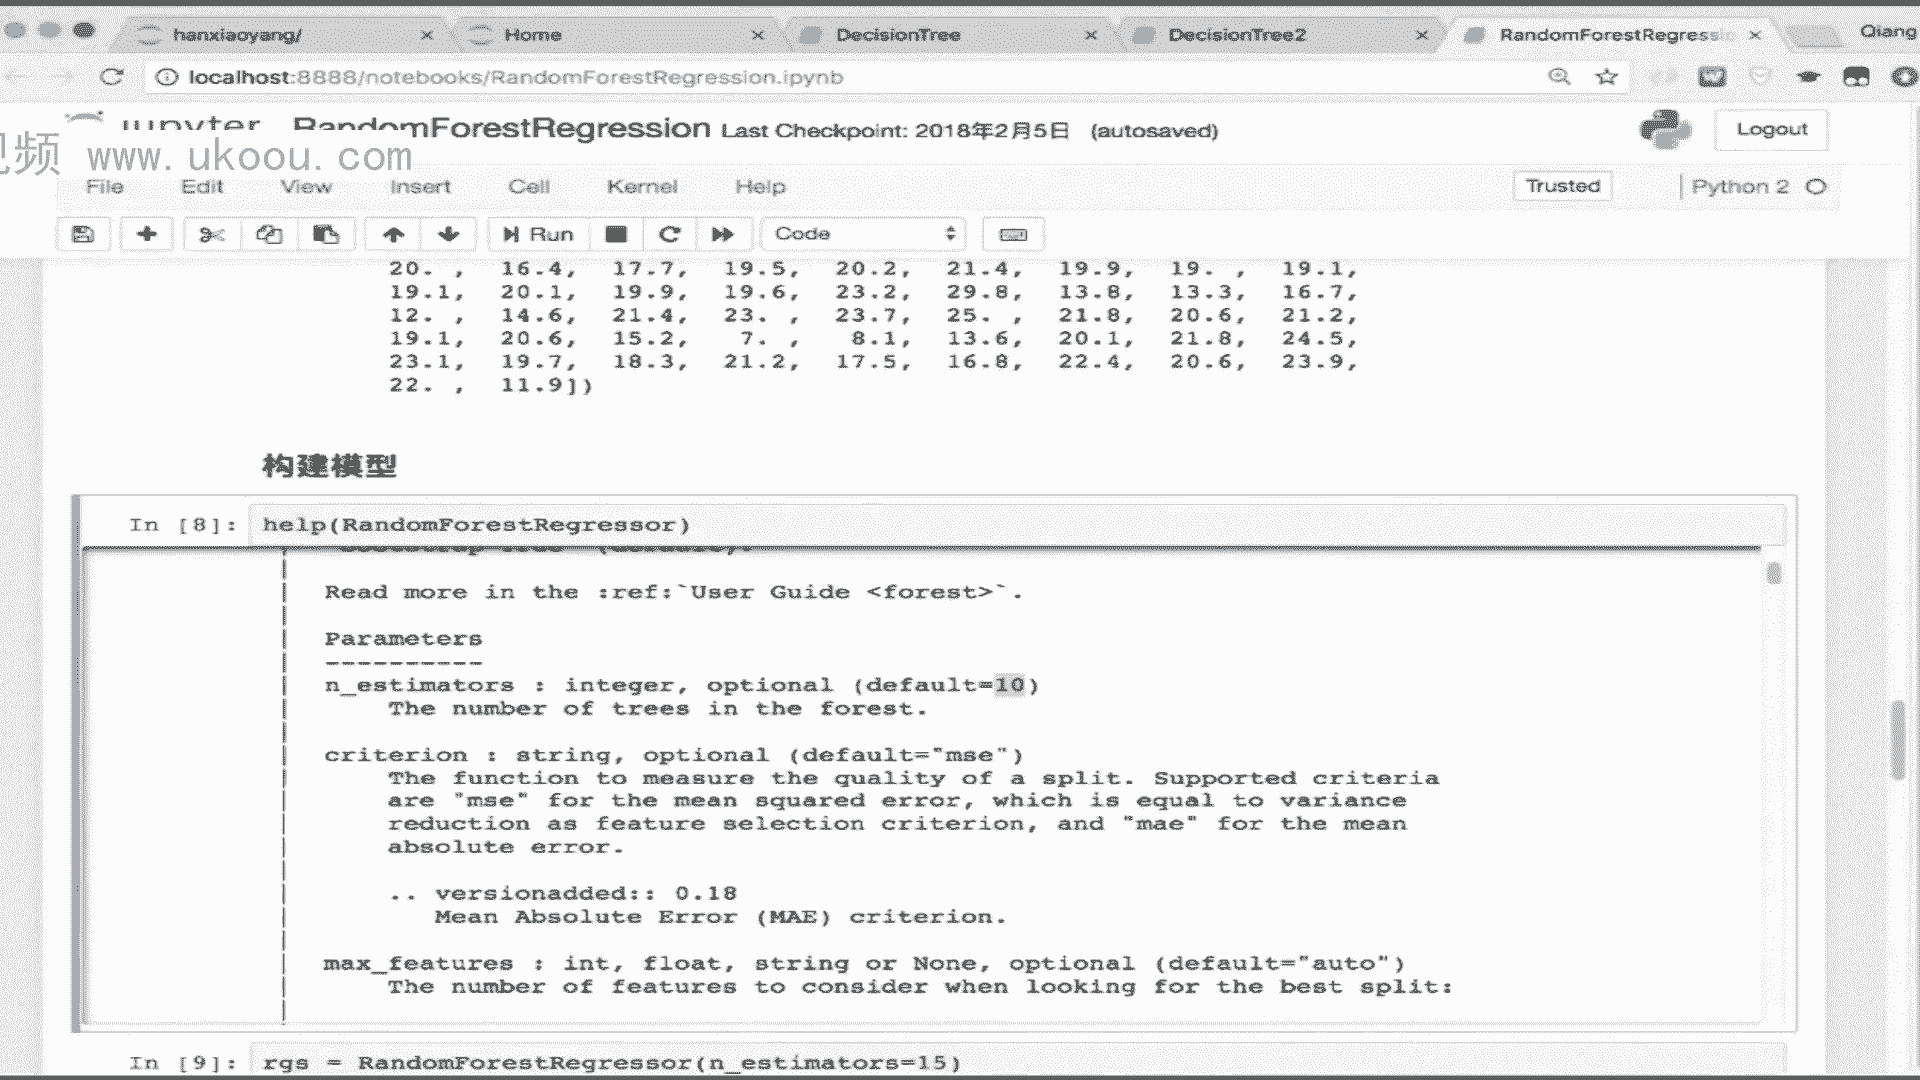 hanxiaoyang/
Home
DecisionTree
DecisionTree2
RandomForestRegressi
Qiang
localhost:8888/notebooks/RandomForestRegression.ipynb
jupyter RandomForestRegression Last Checkpoint: 2018年2月5日 (autosaved)
Logout
视频 www.ukoou.com
File Edit View Insert Cell Kernel Help
Trusted
Python 2
Run
Code
20. , 16.4, 17.7, 19.5, 20.2, 21.4, 19.9, 19. , 19.1,
19.1, 20.1, 19.9, 19.6, 23.2, 29.8, 13.8, 13.3, 16.7,
12. , 14.6, 21.4, 23. , 23.7, 25. , 21.8, 20.6, 21.2,
19.1, 20.6, 15.2, 7. , 8.1, 13.6, 20.1, 21.8, 24.5,
23.1, 19.7, 18.3, 21.2, 17.5, 16.8, 22.4, 20.6, 23.9,
22. , 11.9])
构建模型
In [8]: help(RandomForestRegressor)
Read more in the :ref:`User Guide <forest>`.
Parameters
----------
n_estimators : integer, optional (default=10)
The number of trees in the forest.
criterion : string, optional (default="mse")
The function to measure the quality of a split. Supported criteria
are "mse" for the mean squared error, which is equal to variance
reduction as feature selection criterion, and "mae" for the mean
absolute error.
.. versionadded:: 0.18
Mean Absolute Error (MAE) criterion.
max_features : int, float, string or None, optional (default="auto")
The number of features to consider when looking for the best split:
In [9]: rgs = RandomForestRegressor(n_estimators=15)